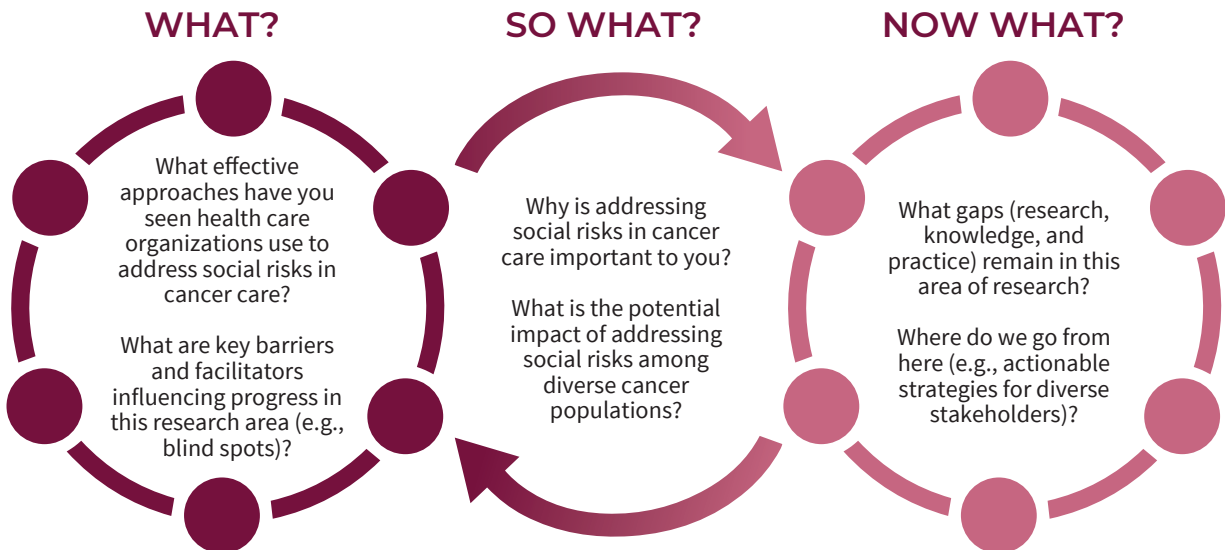 WHAT?
What effective
approaches have you
seen health care
organizations use to
address social risks in
cancer care?
What are key barriers
and facilitators
influencing progress in
this research area (e.g.,
blind spots)?
SO WHAT?
Why is addressing
social risks in cancer
care important to you?
What is the potential
impact of addressing
social risks among
diverse cancer
populations?
NOW WHAT?
What gaps (research,
knowledge, and
practice) remain in this
area of research?
Where do we go from
here (e.g., actionable
strategies for diverse
stakeholders)?